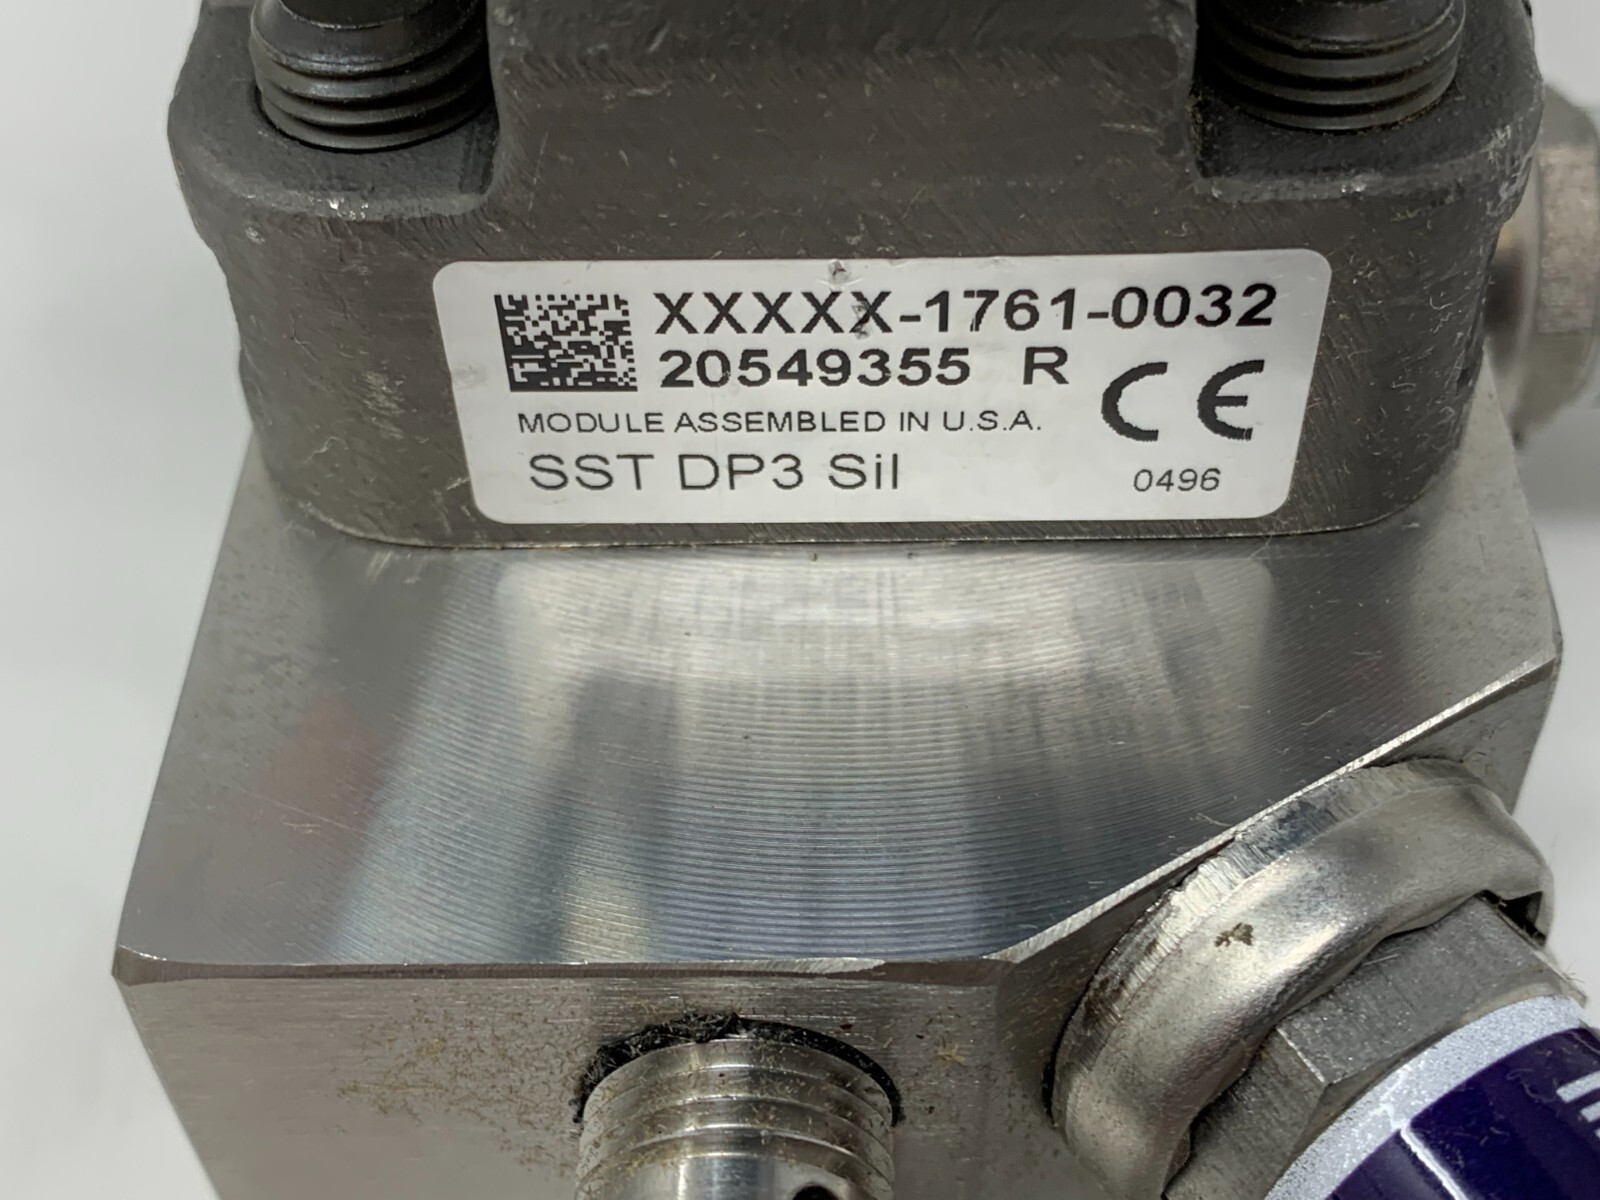 XXXXX-1761-0032
20549355 R
MODULE ASSEMBLED IN U.S.A.
CE
SST DP3 Sil
0496